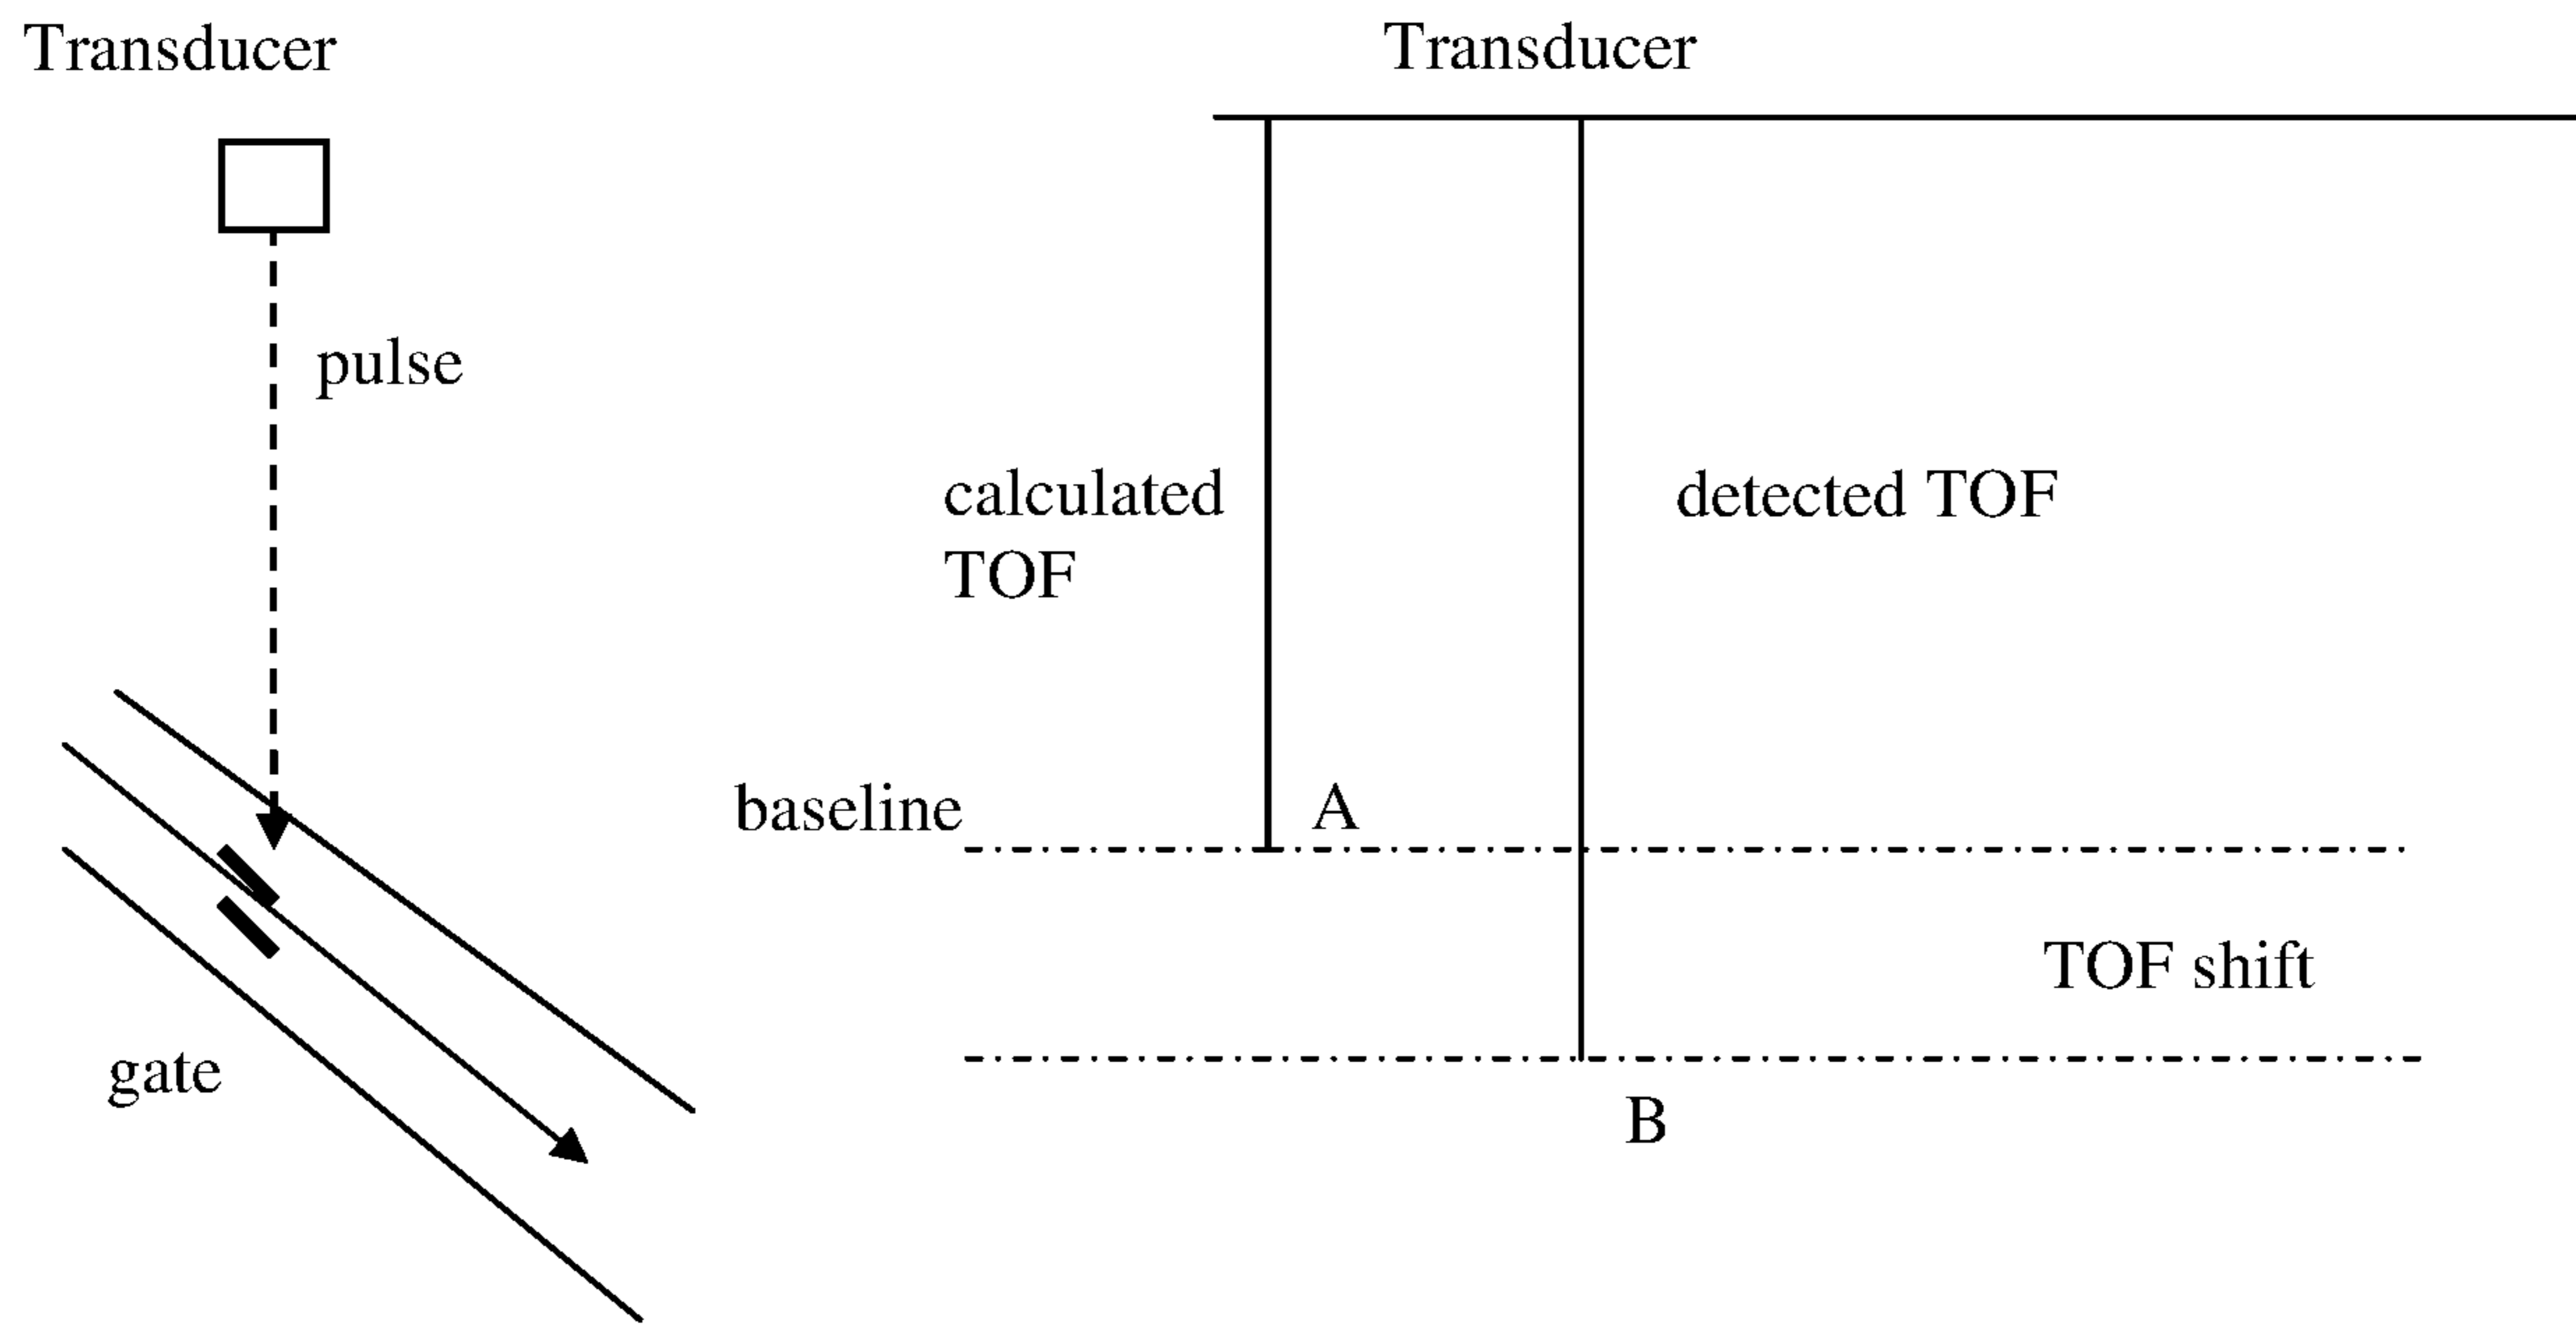 Transducer
pulse
gate
Transducer
calculated
TOF
detected TOF
baseline
A
TOF shift
B